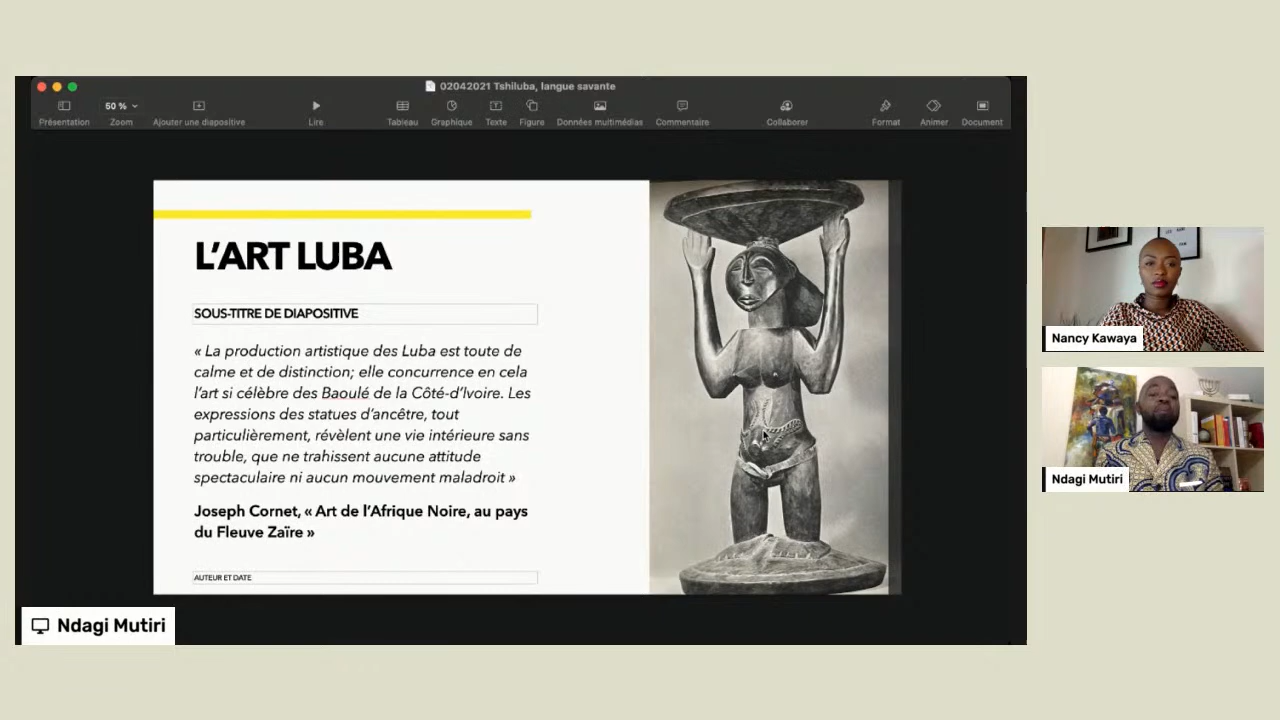 02042021 Tshiluba, langue savante
50 %
Présentation Zoom Ajouter une diapositive Lire Tableau Graphique Texte Figure Données multimédias Commentaire Collaborer Format Animer Document
L'ART LUBA
SOUS-TITRE DE DIAPOSITIVE
« La production artistique des Luba est toute de
calme et de distinction; elle concurrence en cela
l'art si célèbre des Baoulé de la Côté-d'Ivoire. Les
expressions des statues d'ancêtre, tout
particulièrement, révèlent une vie intérieure sans
trouble, que ne trahissent aucune attitude
spectaculaire ni aucun mouvement maladroit »
Joseph Cornet, « Art de l'Afrique Noire, au pays
du Fleuve Zaïre »
AUTEUR ET DATE
Ndagi Mutiri
Nancy Kawaya
Ndagi Mutiri